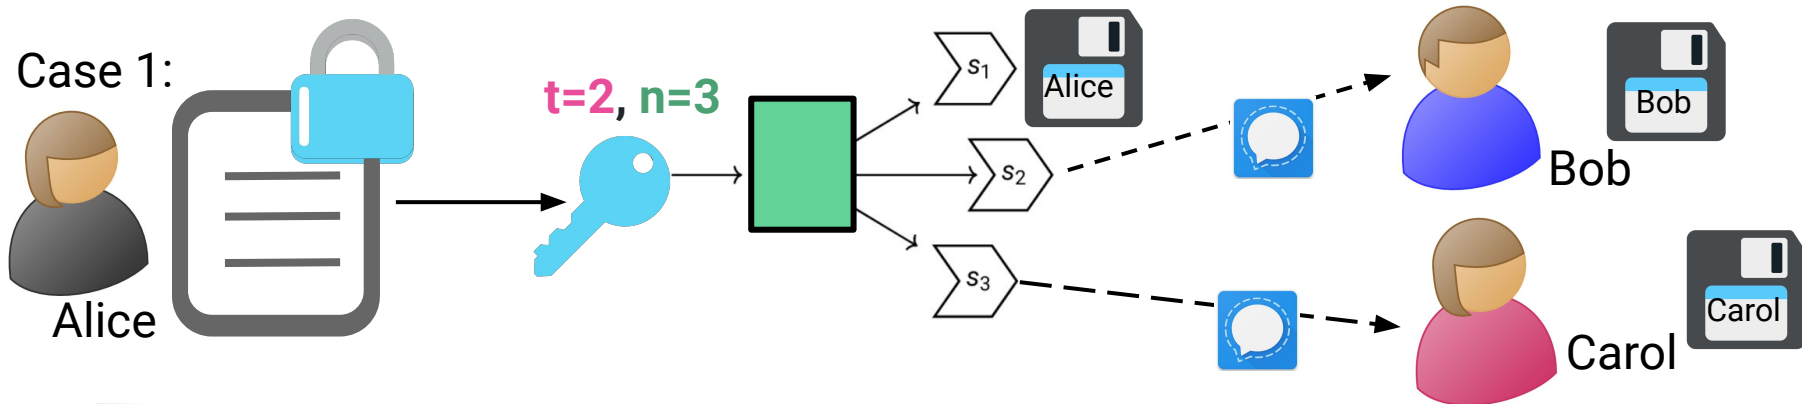 Case 1:
Alice
t=2, n=3
s1
Alice
s2
s3
Bob
Bob
Carol
Carol